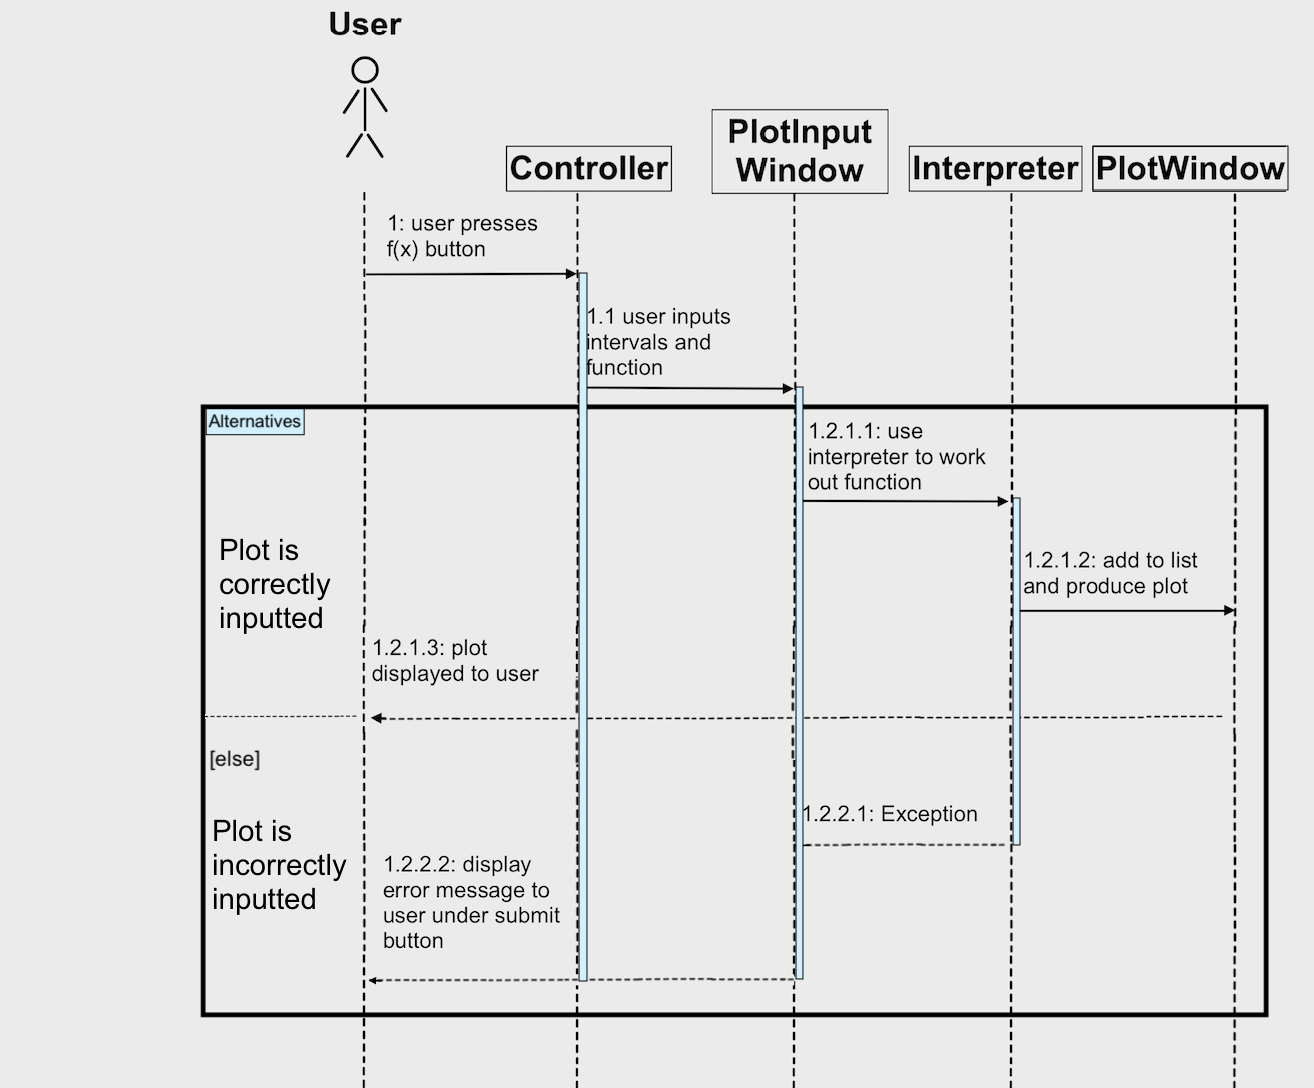 User
PlotInput
Window
Controller
Interpreter
PlotWindow
1: user presses
f(x) button
1.1 user inputs
intervals and
function
Alternatives
1.2.1.1: use
interpreter to work
out function
Plot is
correctly
inputted
1.2.1.2: add to list
and produce plot
1.2.1.3: plot
displayed to user
[else]
Plot is
incorrectly
inputted
1.2.2.1: Exception
1.2.2.2: display
error message to
user under submit
button